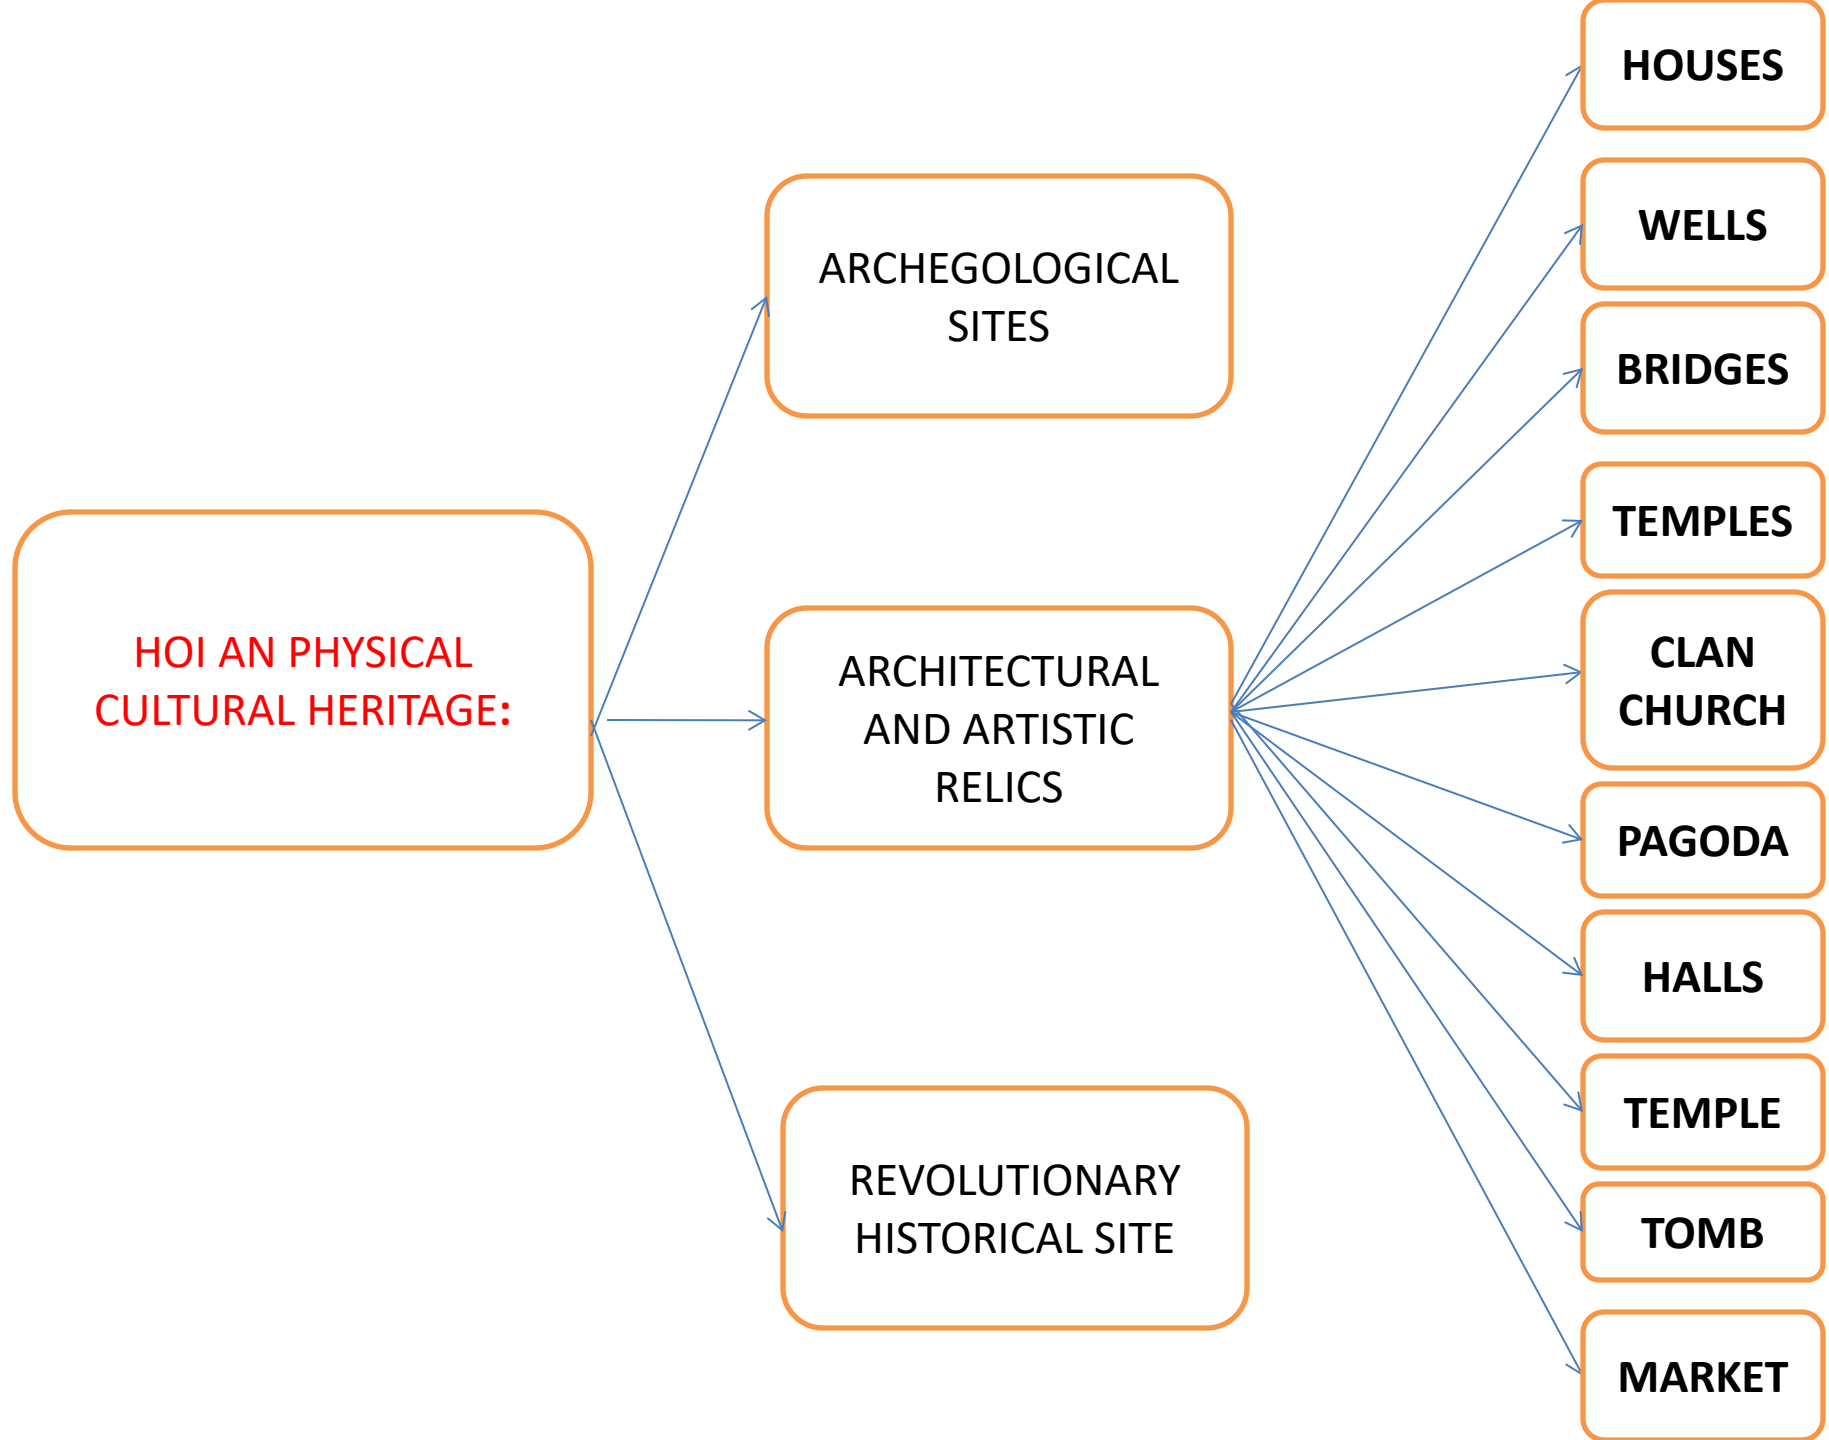 HOI AN PHYSICAL
CULTURAL HERITAGE:
ARCHEGOLOGICAL
SITES
ARCHITECTURAL
AND ARTISTIC
RELICS
REVOLUTIONARY
HISTORICAL SITE
HOUSES
WELLS
BRIDGES
TEMPLES
CLAN
CHURCH
PAGODA
HALLS
TEMPLE
TOMB
MARKET